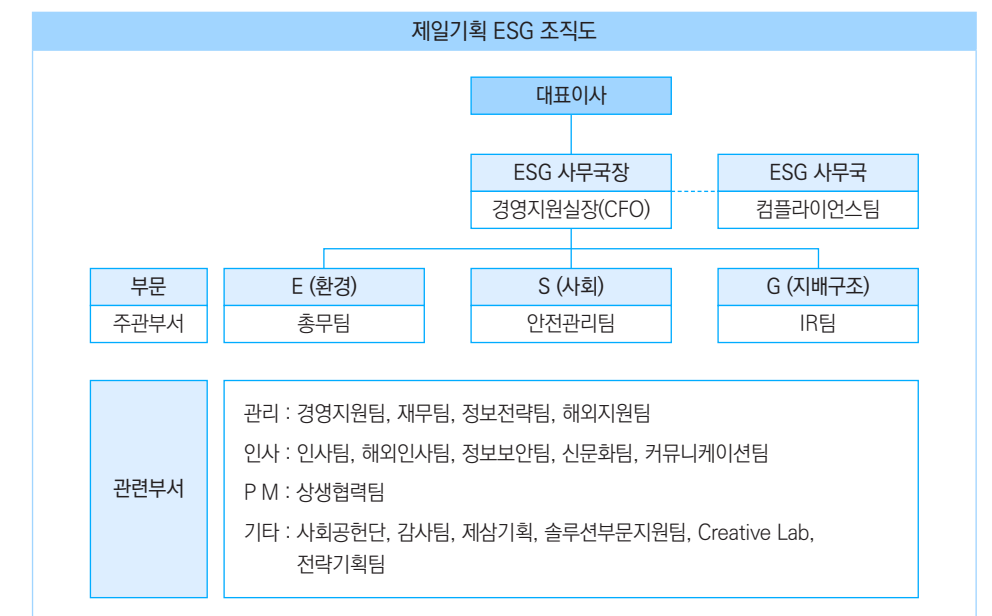 제일기획 ESG 조직도
대표이사
ESG 사무국장
경영지원실장(CFO)
ESG 사무국
컴플라이언스팀
부문
주관부서
E (환경)
총무팀
S (사회)
안전관리팀
G (지배구조)
IR팀
관련부서
관리 : 경영지원팀, 재무팀, 정보전략팀, 해외지원팀
인사 : 인사팀, 해외인사팀, 정보보안팀, 신문화팀, 커뮤니케이션팀
P M : 상생협력팀
기타 : 사회공헌단, 감사팀, 제삼기획, 솔루션부문지원팀, Creative Lab,
전략기획팀